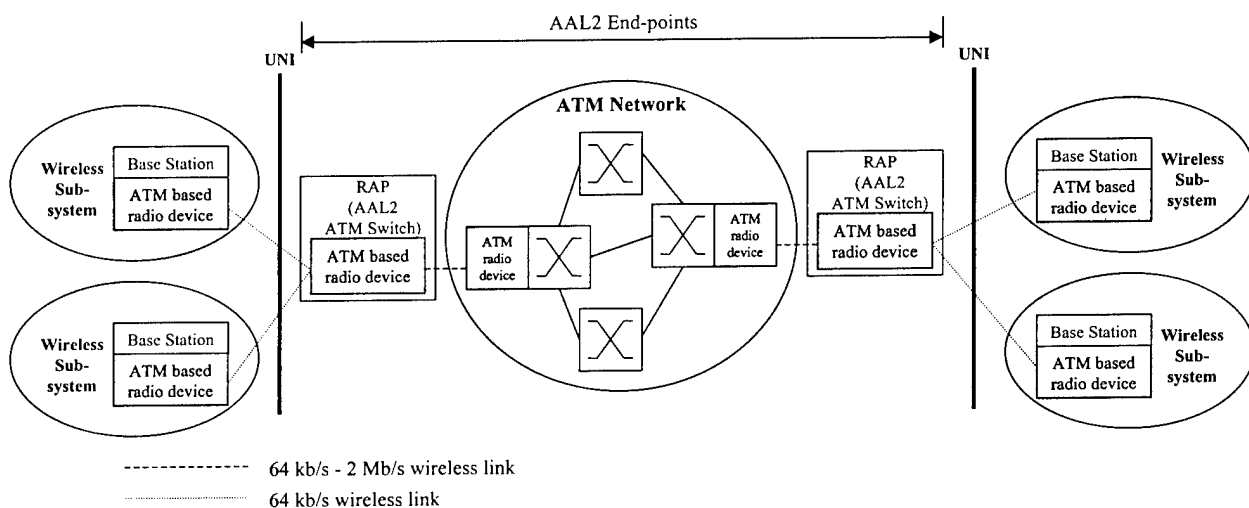 AAL2 End-points
UNI
UNI
ATM Network
Wireless
Sub-
system
Base Station
ATM based
radio device
RAP
(AAL2
ATM Switch)
ATM based
radio device
ATM
radio
device
ATM
radio
device
RAP
(AAL2
ATM Switch)
ATM based
radio device
Base Station
ATM based
radio device
Wireless
Sub-
system
Wireless
Sub-
system
Base Station
ATM based
radio device
Base Station
ATM based
radio device
Wireless
Sub-
system
64 kb/s - 2 Mb/s wireless link
64 kb/s wireless link